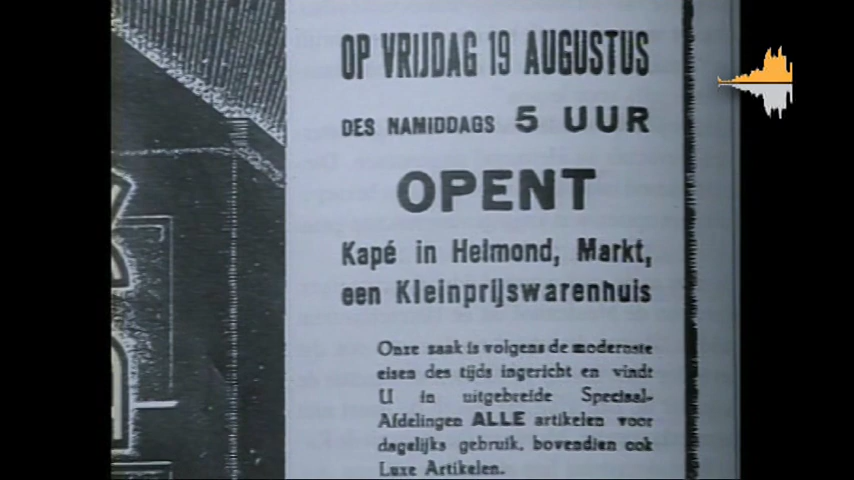 OP VRIJDAG 19 AUGUSTUS
DES NAMIDDAGS 5 UUR
OPENT
Kapé in Helmond, Markt,
een Kleinprijswarenhuis
Onze zaak is volgens de modernste
eisen des tijds ingericht en vindt
U in uitgebreide Speciaal-
Afdelingen ALLE artikelen voor
dagelijks gebruik, bovendien ook
Luxe Artikelen.